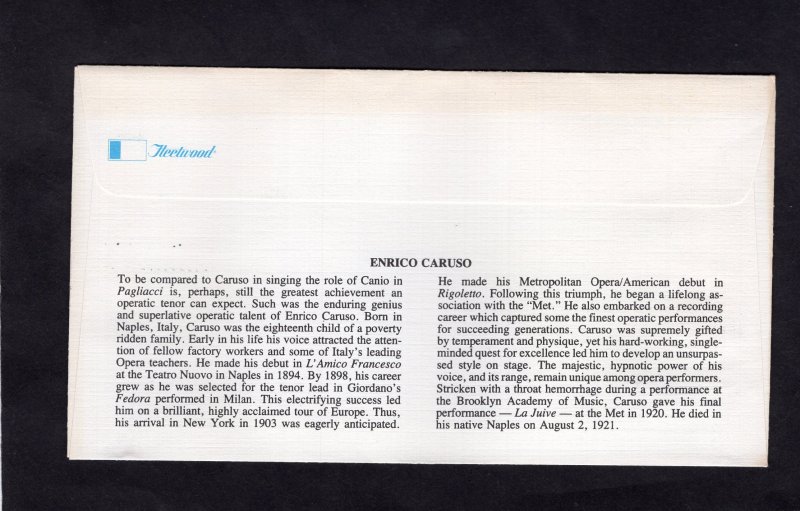 Fleetwood
ENRICO CARUSO
To be compared to Caruso in singing the role of Canio in
Pagliacci is, perhaps, still the greatest achievement an
operatic tenor can expect. Such was the enduring genius
and superlative operatic talent of Enrico Caruso. Born in
Naples, Italy, Caruso was the eighteenth child of a poverty
ridden family. Early in his life his voice attracted the atten-
tion of fellow factory workers and some of Italy's leading
Opera teachers. He made his debut in L'Amico Francesco
at the Teatro Nuovo in Naples in 1894. By 1898, his career
grew as he was selected for the tenor lead in Giordano's
Fedora performed in Milan. This electrifying success led
him on a brilliant, highly acclaimed tour of Europe. Thus,
his arrival in New York in 1903 was eagerly anticipated.
He made his Metropolitan Opera/American debut in
Rigoletto. Following this triumph, he began a lifelong as-
sociation with the "Met." He also embarked on a recording
career which captured some the finest operatic performances
for succeeding generations. Caruso was supremely gifted
by temperament and physique, yet his hard-working, single-
minded quest for excellence led him to develop an unsurpas-
sed style on stage. The majestic, hypnotic power of his
voice, and its range, remain unique among opera performers.
Stricken with a throat hemorrhage during a performance at
the Brooklyn Academy of Music, Caruso gave his final
performance — La Juive — at the Met in 1920. He died in
his native Naples on August 2, 1921.